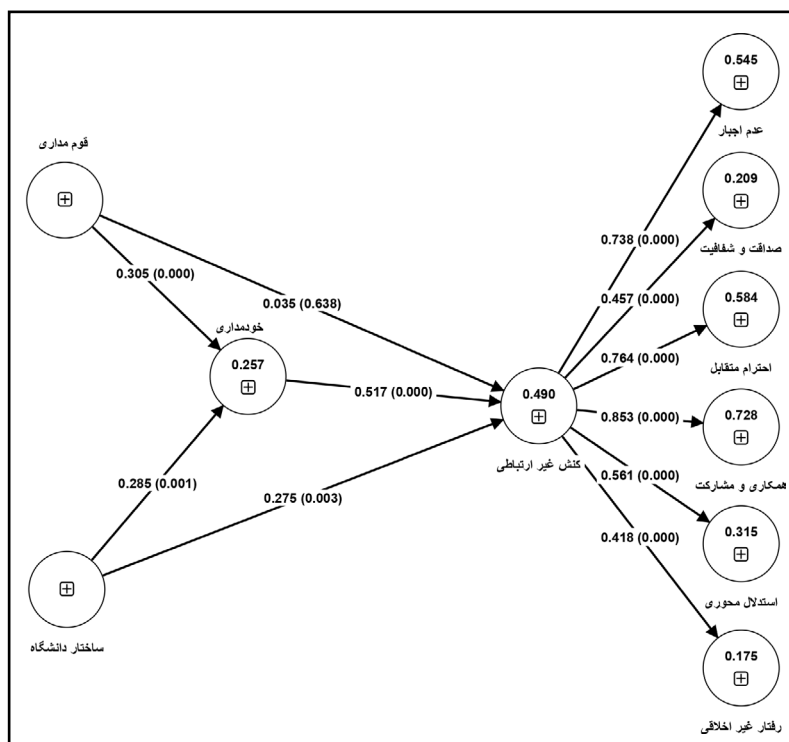 قوم مداری
0.305 (0.000)
0.035 (0.638)
خودمداری
0.257
0.517 (0.000)
0.285 (0.001)
0.275 (0.003)
ساختار دانشگاه
0.490
کنش غیر ارتباطی
0.738 (0.000)
0.457 (0.000)
0.764 (0.000)
0.853 (0.000)
0.561 (0.000)
0.418 (0.000)
0.545
عدم اجبار
0.209
صداقت و شفافیت
0.584
احترام متقابل
0.728
همکاری و مشارکت
0.315
استدلال محوری
0.175
رفتار غیر اخلاقی